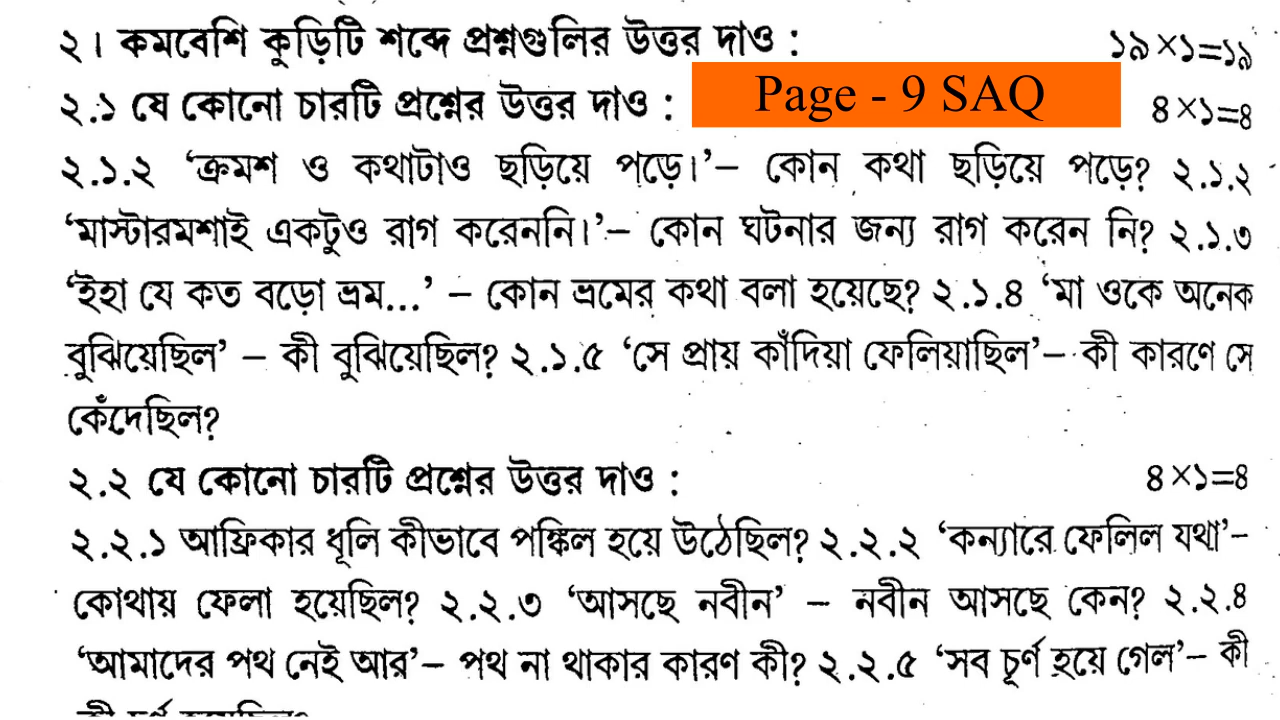 ২। কমবেশি কুড়িটি শব্দে প্রশ্নগুলির উত্তর দাও : ১৯×১=১৯
২.১ যে কোনো চারটি প্রশ্নের উত্তর দাও : Page - 9 SAQ ৪×১=৪
২.১.২ ‘ক্রমশ ও কথাটাও ছড়িয়ে পড়ে।’– কোন কথা ছড়িয়ে পড়ে? ২.১.২
‘মাস্টারমশাই একটুও রাগ করেননি।’– কোন ঘটনার জন্য রাগ করেন নি? ২.১.৩
‘ইহা যে কত বড়ো ভ্রম...’ – কোন ভ্রমের কথা বলা হয়েছে? ২.১.৪ ‘মা ওকে অনেক
বুঝিয়েছিল’ – কী বুঝিয়েছিল? ২.১.৫ ‘সে প্রায় কাঁদিয়া ফেলিয়াছিল’– কী কারণে সে
কেঁদেছিল?
২.২ যে কোনো চারটি প্রশ্নের উত্তর দাও : ৪×১=৪
২.২.১ আফ্রিকার ধূলি কীভাবে পঙ্কিল হয়ে উঠেছিল? ২.২.২ ‘কন্যারে ফেলিল যথা’–
কোথায় ফেলা হয়েছিল? ২.২.৩ ‘আসছে নবীন’ – নবীন আসছে কেন? ২.২.৪
‘আমাদের পথ নেই আর’– পথ না থাকার কারণ কী? ২.২.৫ ‘সব চূর্ণ হয়ে গেল’– কী